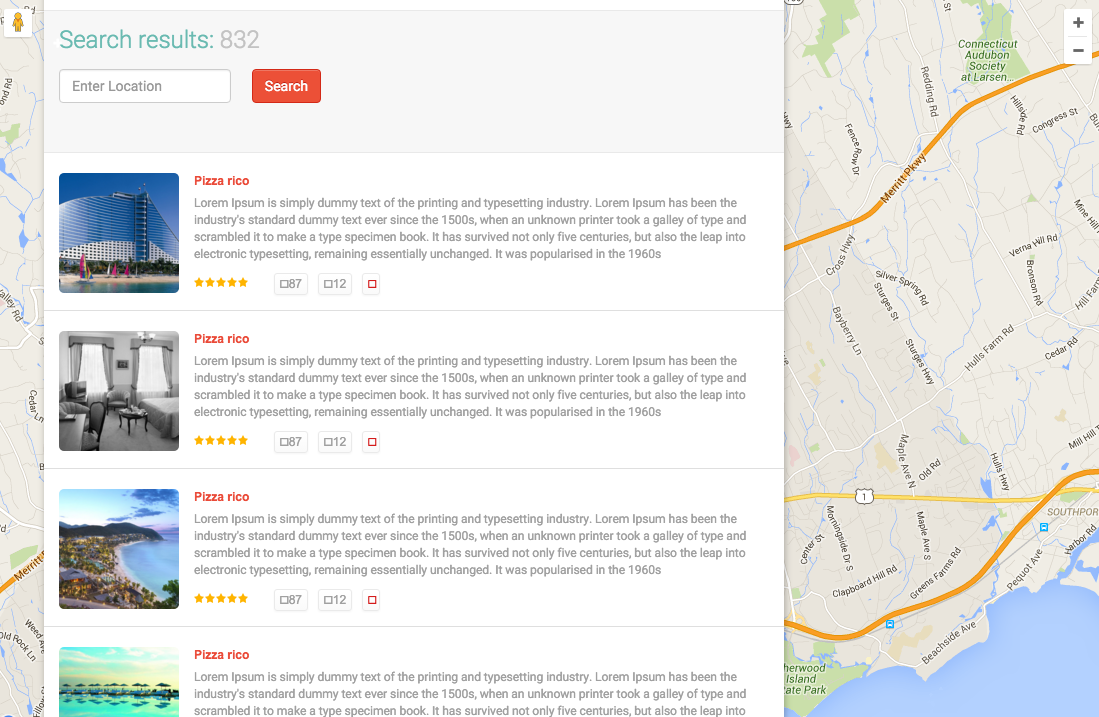 Search results: 832
Enter Location
Search
Pizza rico
Lorem Ipsum is simply dummy text of the printing and typesetting industry. Lorem Ipsum has been the
industry's standard dummy text ever since the 1500s, when an unknown printer took a galley of type and
scrambled it to make a type specimen book. It has survived not only five centuries, but also the leap into
electronic typesetting, remaining essentially unchanged. It was popularised in the 1960s
87
12
Pizza rico
Lorem Ipsum is simply dummy text of the printing and typesetting industry. Lorem Ipsum has been the
industry's standard dummy text ever since the 1500s, when an unknown printer took a galley of type and
scrambled it to make a type specimen book. It has survived not only five centuries, but also the leap into
electronic typesetting, remaining essentially unchanged. It was popularised in the 1960s
87
12
Pizza rico
Lorem Ipsum is simply dummy text of the printing and typesetting industry. Lorem Ipsum has been the
industry's standard dummy text ever since the 1500s, when an unknown printer took a galley of type and
scrambled it to make a type specimen book. It has survived not only five centuries, but also the leap into
electronic typesetting, remaining essentially unchanged. It was popularised in the 1960s
87
12
Pizza rico
Lorem Ipsum is simply dummy text of the printing and typesetting industry. Lorem Ipsum has been the
industry's standard dummy text ever since the 1500s, when an unknown printer took a galley of type and
scrambled it to make a type specimen book. It has survived not only five centuries, but also the leap into
+
−
Connecticut
Audubon
Society
at Larsen...
Redding Rd
Hillside Rd
Congress St
Fence Row Dr
Merritt Pkwy
Mine Hill
Cross Hwy
Verna Hill Rd
Bronson Rd
Hill Farm
Silver Spring Rd
Sturges St
Bayberry Ln
Sturges Hwy
Hulls Farm Rd
Cedar Rd
Mill Hill T
Maple Ave N
Old Rd
Hulls Hwy
1
SOUTHPOR
Morningside Dr S
Center St
Maple Ave S
Harbor Rd
Pequot Ave
Greens Farms Rd
Clapboard Hill Rd
Beachside Ave
herwood
Island
ate Park
ond Rd
alley Rd
Cedar Ln
Merritt
Old Rock Ln
Weed Ave
Willow